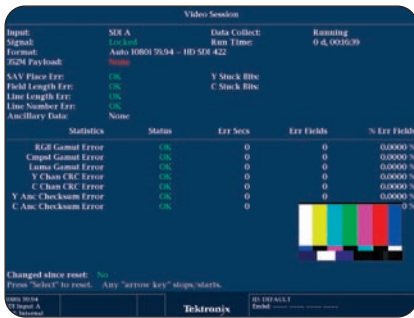 Video Session
Input: SDI A Data Collect: Running
Signal: Locked Run Time: 0 d, 00:16:39
Format: Auto 1080i 59.94 – HD SDI 422
352M Payload: None
SAV Place Err: OK Y Stuck Bits:
Field Length Err: OK C Stuck Bits:
Line Length Err: OK
Line Number Err: OK
Ancillary Data: None
Statistics Status Err Secs Err Fields % Err Fields
RGB Gamut Error OK 0 0 0.0000 %
Cmpst Gamut Error OK 0 0 0.0000 %
Luma Gamut Error OK 0 0 0.0000 %
Y Chan CRC Error OK 0 0 0.0000 %
C Chan CRC Error OK 0 0 0.0000 %
Y Anc Checksum Error OK 0 0 0.0000 %
C Anc Checksum Error OK 0 %
Changed since reset: No
Press "Select" to reset. Any "arrow key" stops/starts.
1080i 59.94
SDI Input A
Internal
Tektronix
ID: DEFAULT